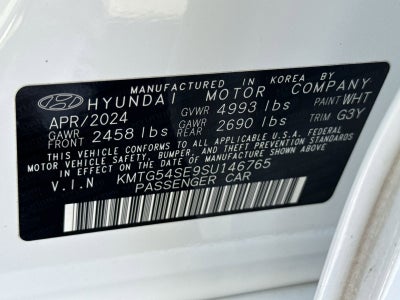 MANUFACTURED IN KOREA BY
HYUNDAI MOTOR COMPANY
APR/2024 GVWR 4993 lbs PAINT WHT
GAWR FRONT 2458 lbs GAWR REAR 2690 lbs TRIM G3Y
THIS VEHICLE CONFORMS TO ALL APPLICABLE U.S.A. FEDERAL
MOTOR VEHICLE SAFETY, BUMPER, AND THEFT PREVENTION STANDARDS
IN EFFECT ON THE DATE OF MANUFACTURE SHOWN ABOVE.
V.I.N KMTG54SE9SU146765
PASSENGER CAR